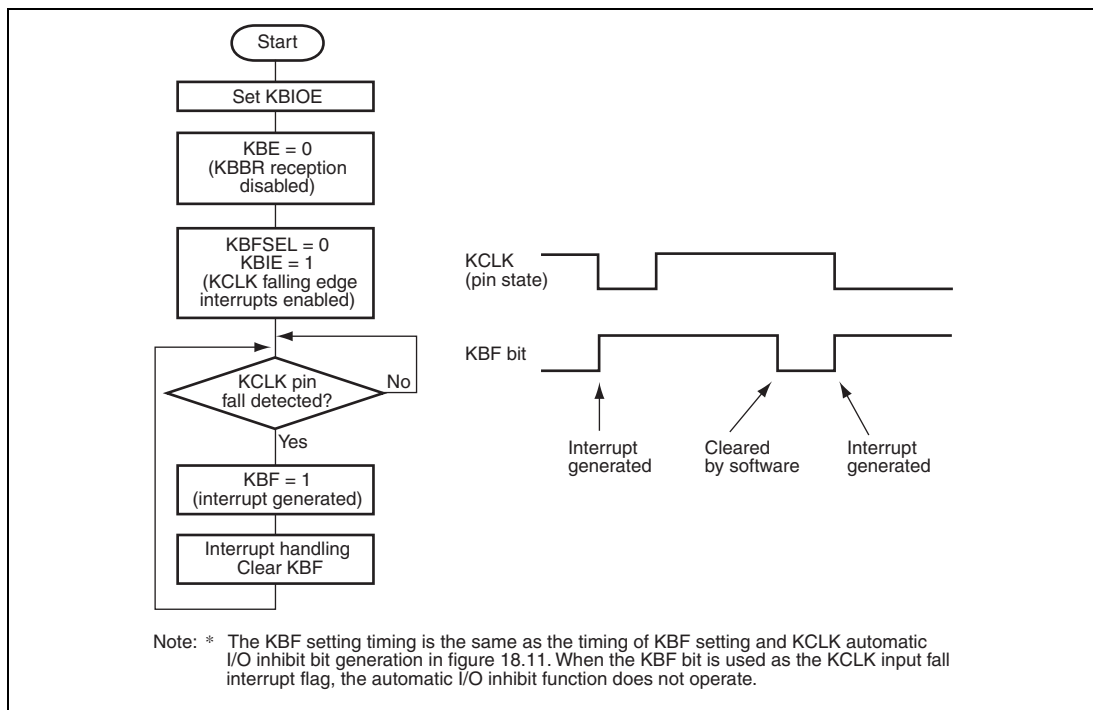 Start
Set KBIOE
KBE = 0
(KBBR reception
disabled)
KBFSEL = 0
KBIE = 1
(KCLK falling edge
interrupts enabled)
KCLK pin
fall detected?
No
Yes
KBF = 1
(interrupt generated)
Interrupt handling
Clear KBF
KCLK
(pin state)
KBF bit
Interrupt
generated
Cleared
by software
Interrupt
generated
Note: * The KBF setting timing is the same as the timing of KBF setting and KCLK automatic
I/O inhibit bit generation in figure 18.11. When the KBF bit is used as the KCLK input fall
interrupt flag, the automatic I/O inhibit function does not operate.